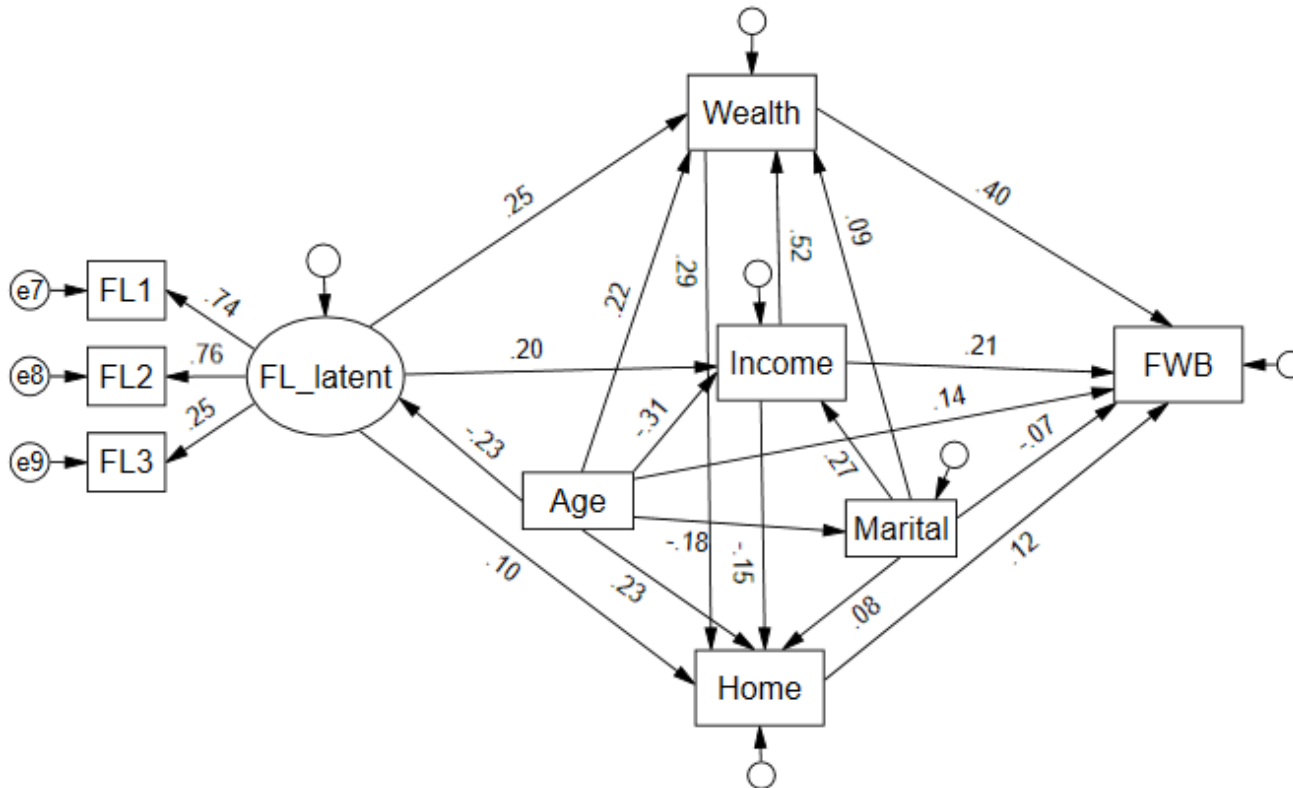 Wealth
.25
.40
.09
.52
.29
.22
e7
FL1
.74
e8
FL2
.76
FL_latent
.20
Income
.21
FWB
e9
FL3
.25
-.31
.14
-.23
-.07
.27
Age
Marital
-.18
-.15
.12
.10
.23
.08
Home